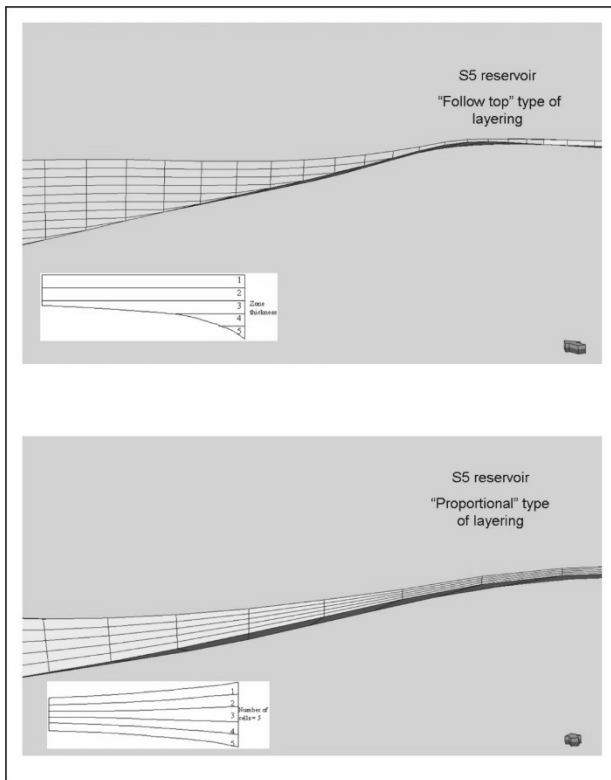 S5 reservoir
“Follow top” type of
layering
1
2
3
4
5
Zone
thickness
S5 reservoir
“Proportional” type
of layering
1
2
3
4
5
Number of
cells = 5